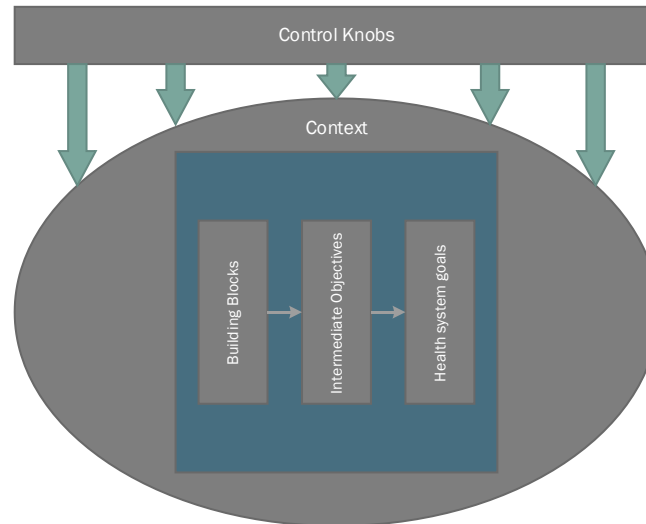 Control Knobs
Context
Building Blocks
Intermediate Objectives
Health system goals